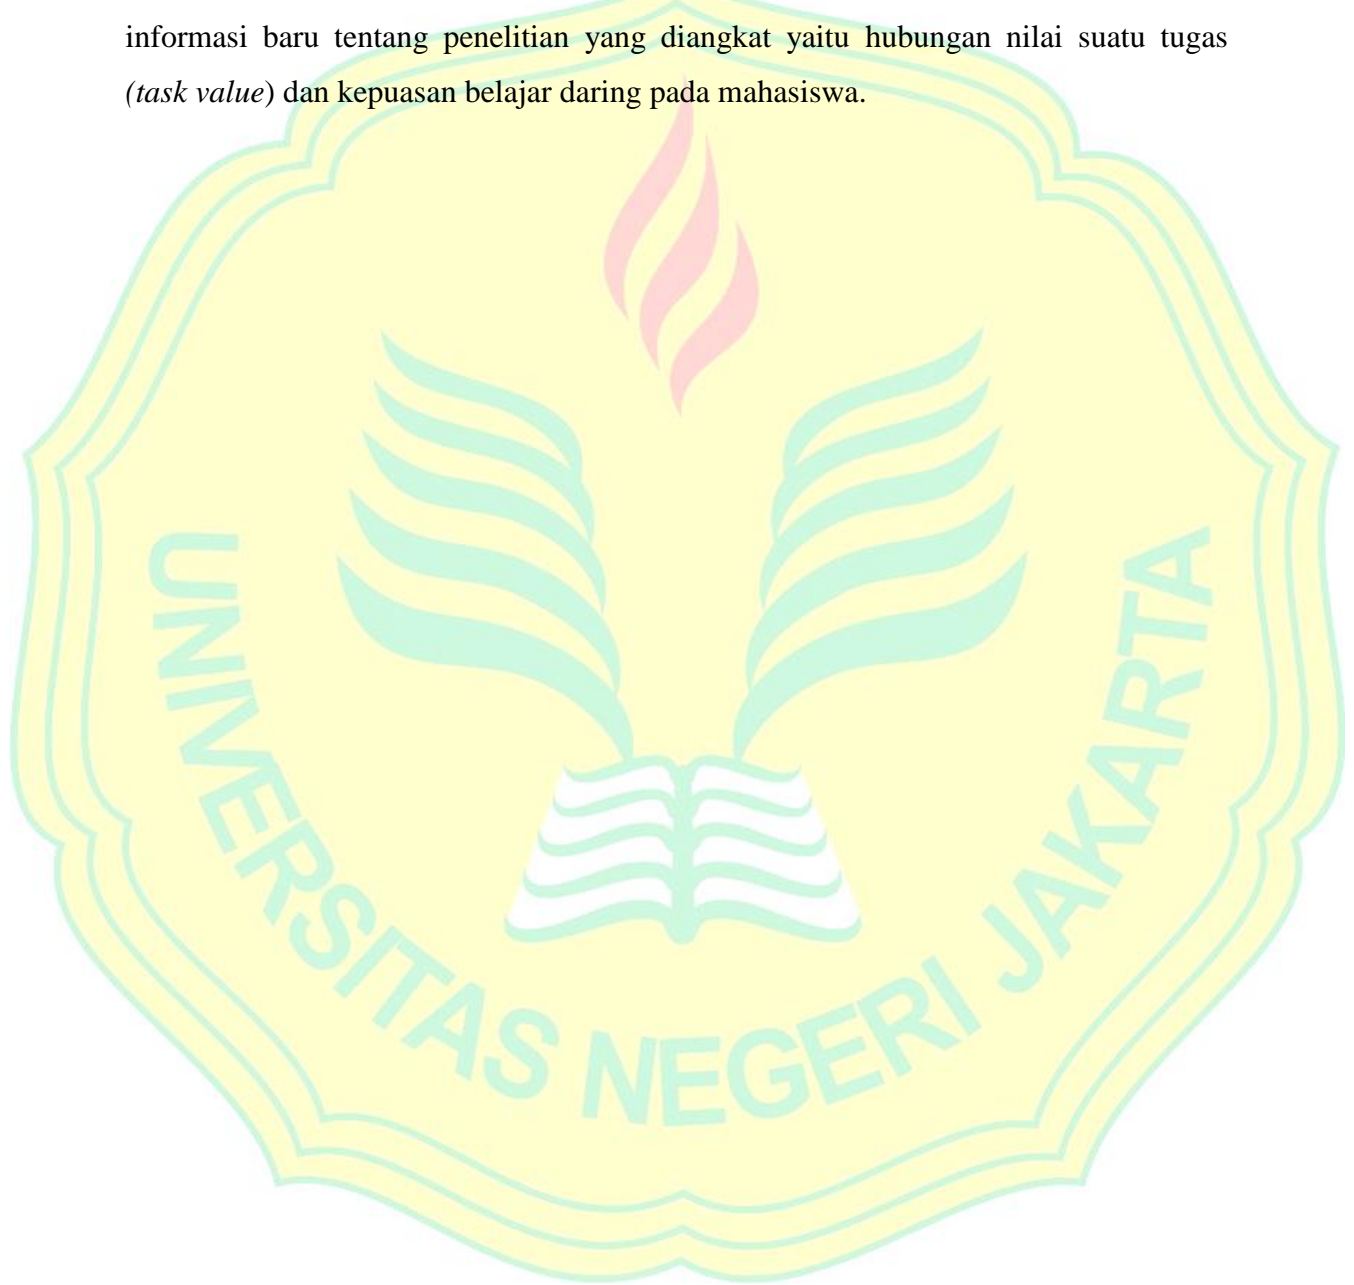 informasi baru tentang penelitian yang diangkat yaitu hubungan nilai suatu tugas
(task value) dan kepuasan belajar daring pada mahasiswa.
UNIVERSITAS NEGERI JAKARTA